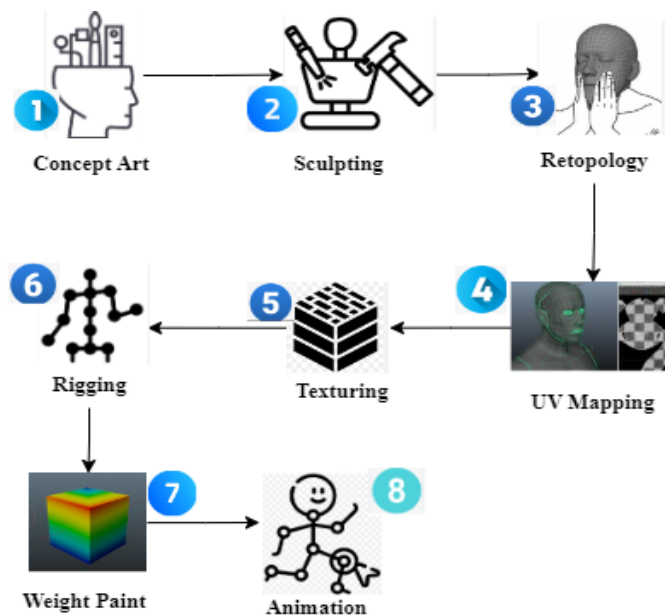 1
Concept Art
2
Sculpting
3
Retopology
4
UV Mapping
5
Texturing
6
Rigging
7
Weight Paint
8
Animation